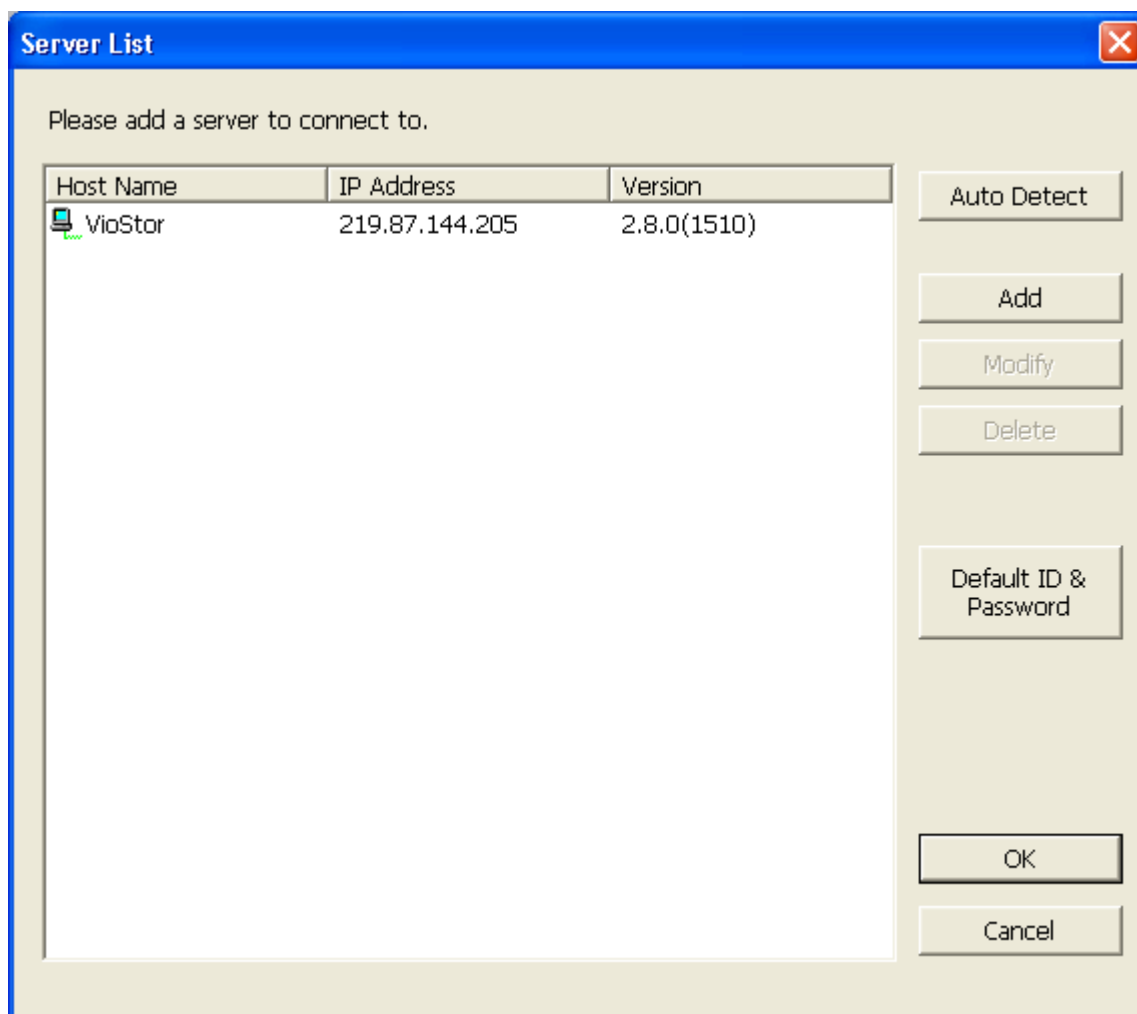 Server List
Please add a server to connect to.
Host Name IP Address Version
VioStor 219.87.144.205 2.8.0(1510)
Auto Detect
Add
Modify
Delete
Default ID &
Password
OK
Cancel